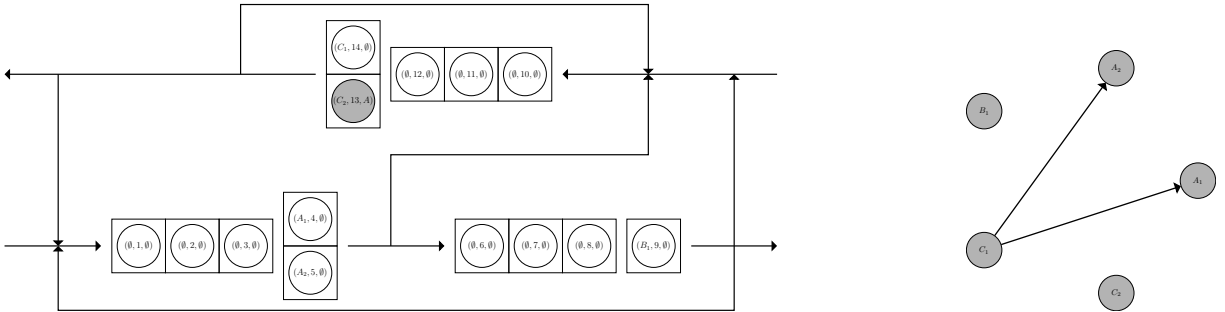 (C₁, 14, ∅)
(∅, 12, ∅) (∅, 11, ∅) (∅, 10, ∅)
(C₂, 13, A)
(A₁, 4, ∅)
(∅, 1, ∅) (∅, 2, ∅) (∅, 3, ∅)
(A₂, 5, ∅)
(∅, 6, ∅) (∅, 7, ∅) (∅, 8, ∅) (B₁, 9, ∅)
A₂
B₁
A₁
C₁
C₂